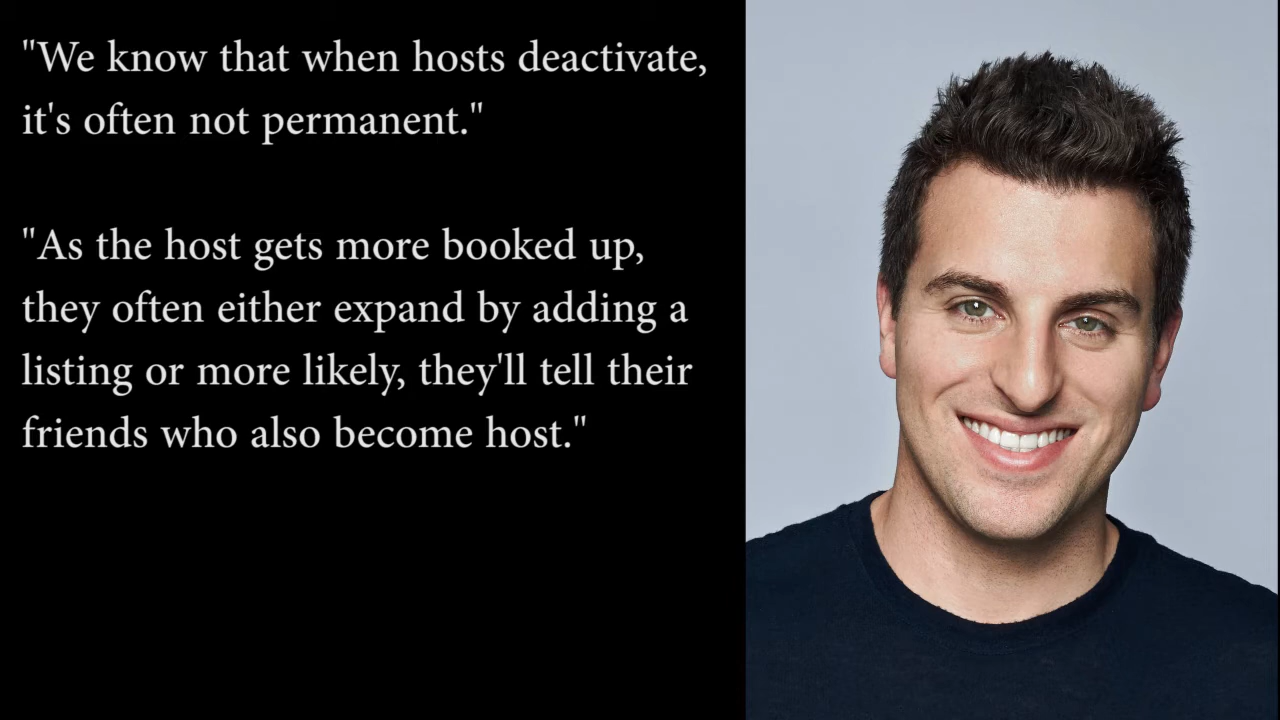 "We know that when hosts deactivate,
it's often not permanent."
"As the host gets more booked up,
they often either expand by adding a
listing or more likely, they'll tell their
friends who also become host."